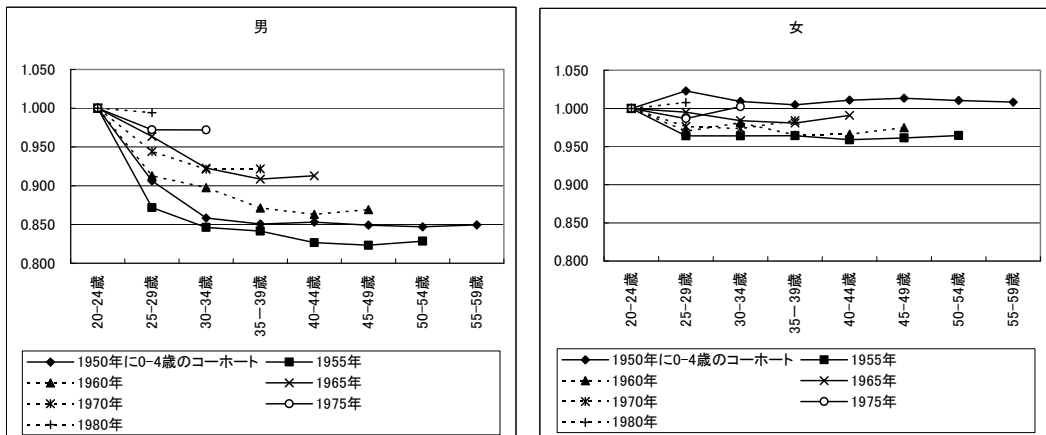 男
1.050
1.000
0.950
0.900
0.850
0.800
20-24歳
25-29歳
30-34歳
35－39歳
40-44歳
45-49歳
50-54歳
55-59歳
1950年に0-4歳のコーホート
1955年
1960年
1965年
1970年
1975年
1980年
女
1.050
1.000
0.950
0.900
0.850
0.800
20-24歳
25-29歳
30-34歳
35－39歳
40-44歳
45-49歳
50-54歳
55-59歳
1950年に0-4歳のコーホート
1955年
1960年
1965年
1970年
1975年
1980年